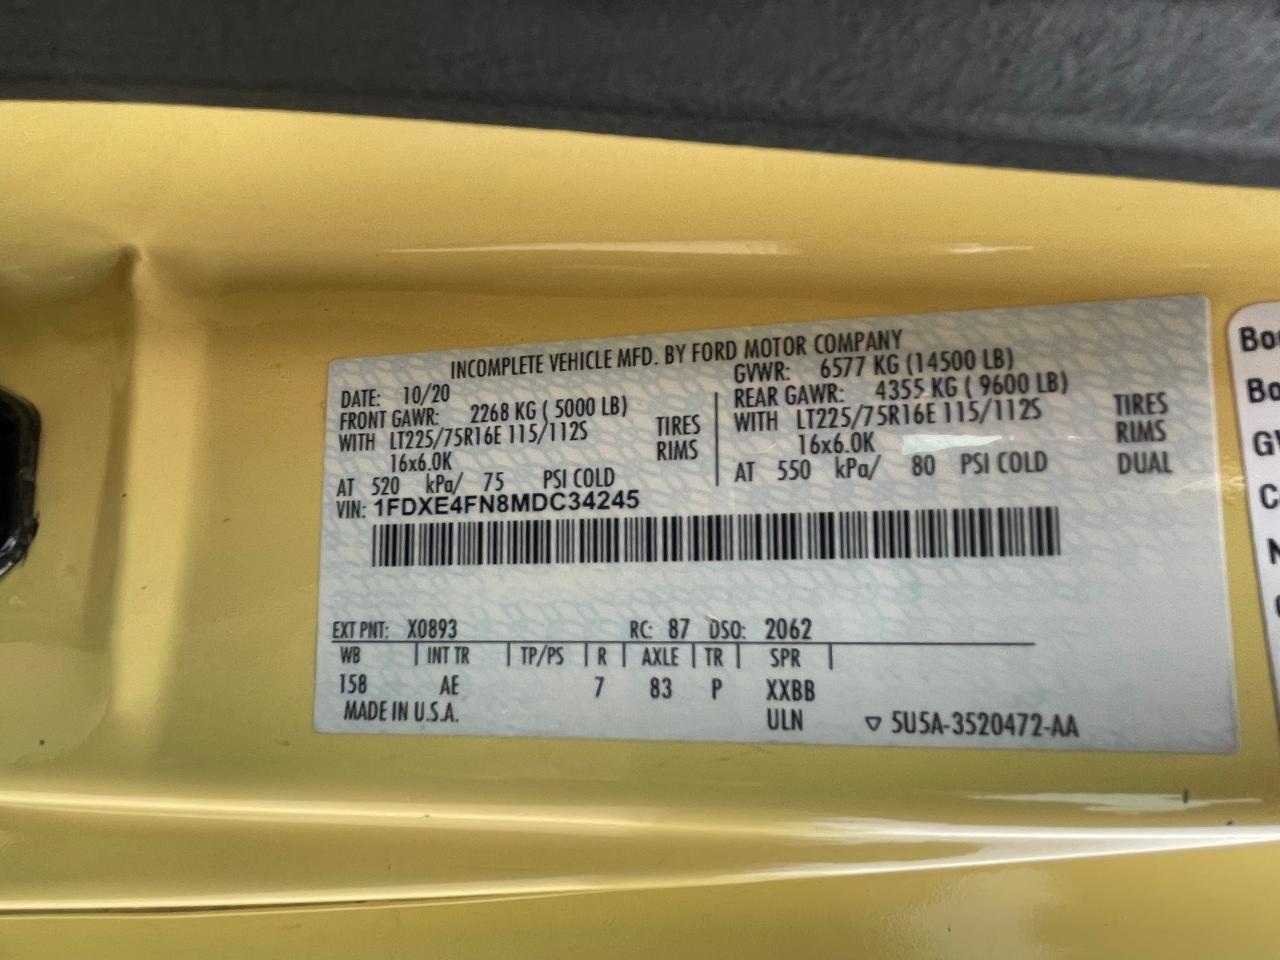 INCOMPLETE VEHICLE MFD. BY FORD MOTOR COMPANY
DATE: 10/20 GVWR: 6577 KG (14500 LB)
FRONT GAWR: 2268 KG ( 5000 LB) REAR GAWR: 4355 KG ( 9600 LB)
WITH LT225/75R16E 115/112S TIRES WITH LT225/75R16E 115/112S TIRES
16x6.0K RIMS 16x6.0K RIMS
AT 520 kPa/ 75 PSI COLD AT 550 kPa/ 80 PSI COLD DUAL
VIN: 1FDXE4FN8MDC34245
EXT PNT: X0893 RC: 87 DSO: 2062
WB INT TR TP/PS R AXLE TR SPR
158 AE 7 83 P XXBB
MADE IN U.S.A. ULN ▽ 5U5A-3520472-AA